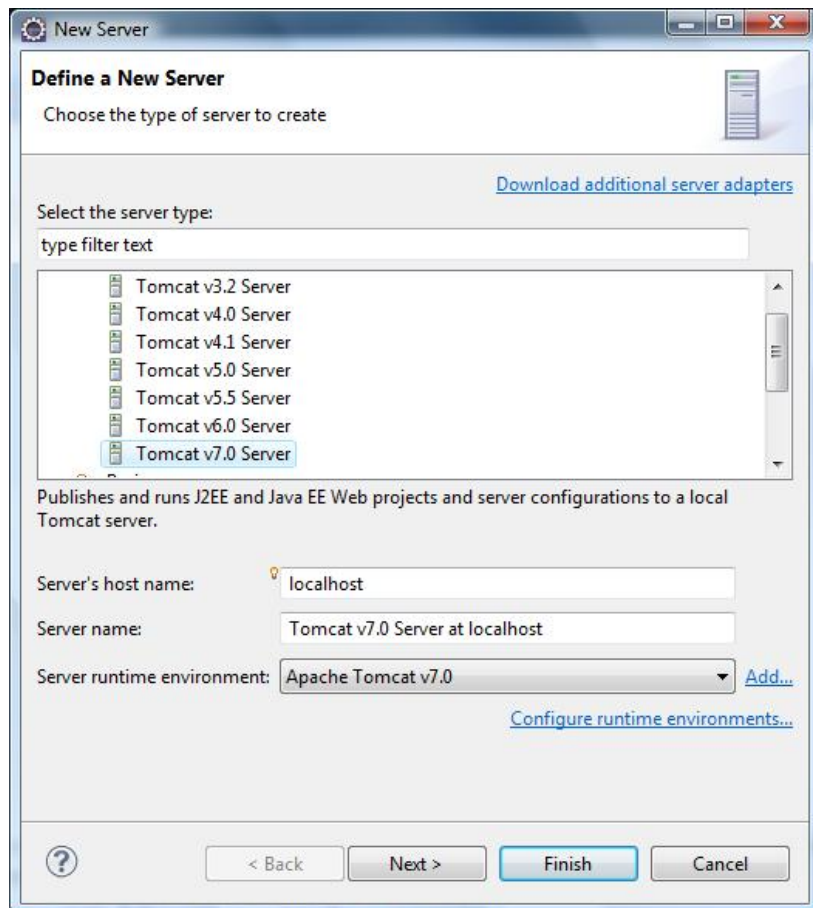 New Server
Define a New Server
Choose the type of server to create
Download additional server adapters
Select the server type:
type filter text
Tomcat v3.2 Server
Tomcat v4.0 Server
Tomcat v4.1 Server
Tomcat v5.0 Server
Tomcat v5.5 Server
Tomcat v6.0 Server
Tomcat v7.0 Server
Publishes and runs J2EE and Java EE Web projects and server configurations to a local
Tomcat server.
Server's host name: localhost
Server name: Tomcat v7.0 Server at localhost
Server runtime environment: Apache Tomcat v7.0 Add...
Configure runtime environments...
? < Back Next > Finish Cancel